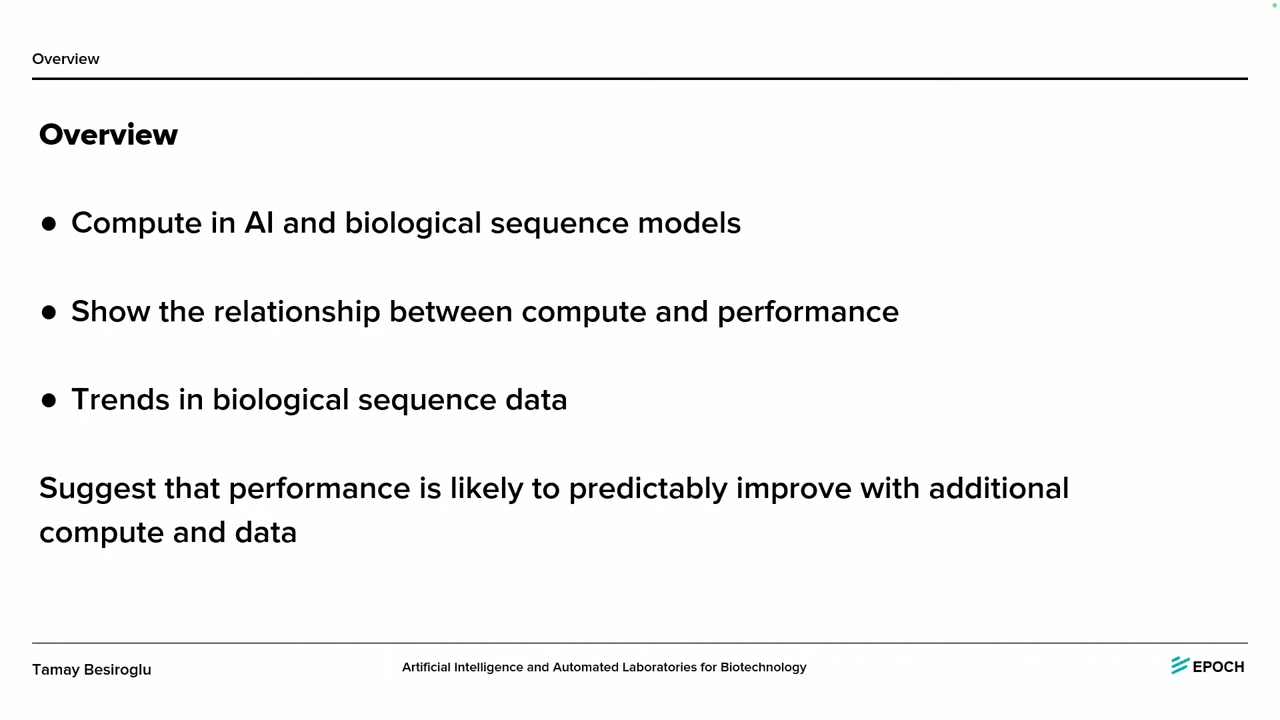 Overview
Overview
● Compute in AI and biological sequence models
● Show the relationship between compute and performance
● Trends in biological sequence data
Suggest that performance is likely to predictably improve with additional
compute and data
Tamay Besiroglu
Artificial Intelligence and Automated Laboratories for Biotechnology
EPOCH